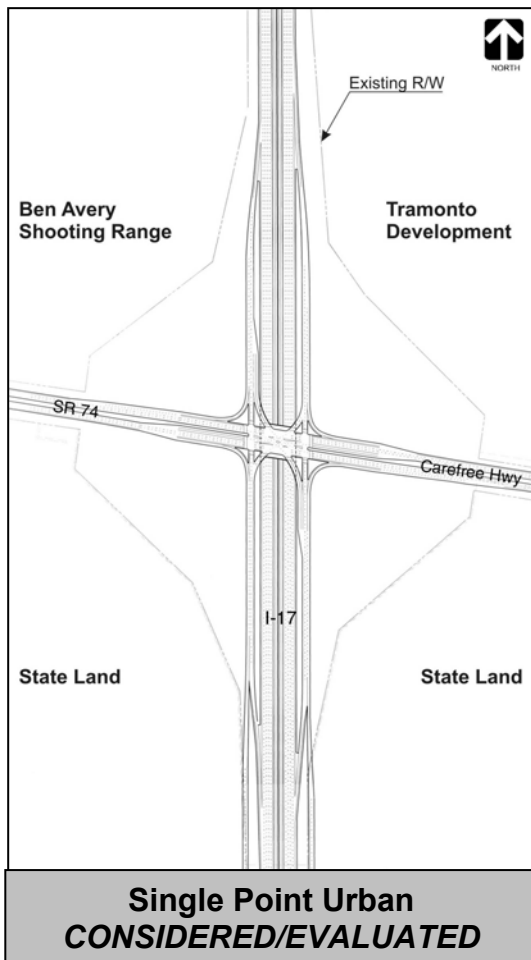 NORTH
Existing R/W
Ben Avery
Shooting Range
Tramonto
Development
SR 74
Carefree Hwy
I-17
State Land
State Land
Single Point Urban
CONSIDERED/EVALUATED